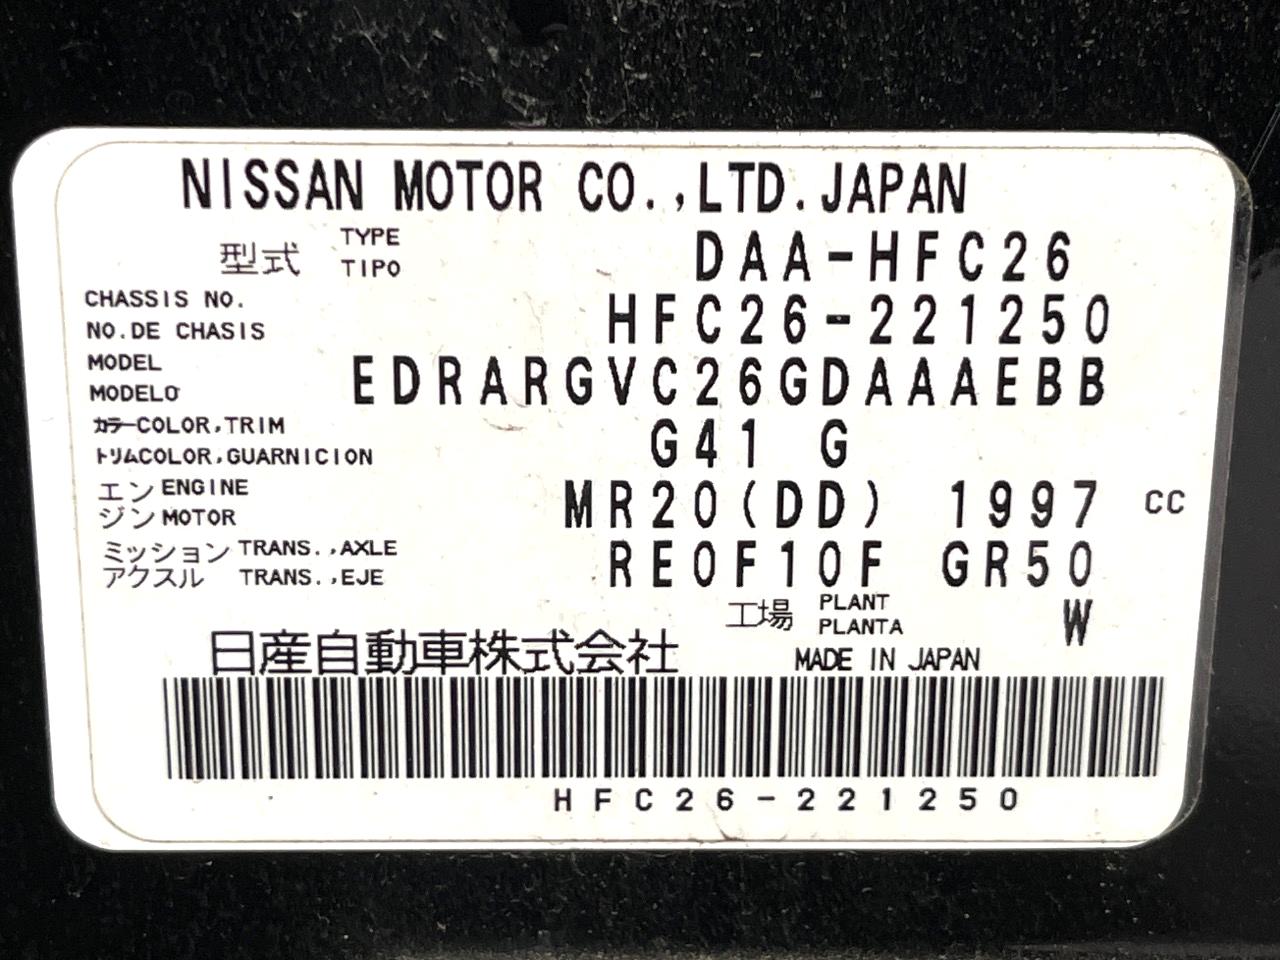 NISSAN MOTOR CO.,LTD.JAPAN
型式 TYPE TIPO DAA-HFC26
CHASSIS NO. NO.DE CHASIS HFC26-221250
MODEL MODELO EDRARGVC26GDAAAEBB
カラーCOLOR,TRIM トリムCOLOR,GUARNICION G41 G
エンジン ENGINE MOTOR MR20(DD) 1997 CC
ミッション アクスル TRANS.,AXLE TRANS.,EJE RE0F10F GR50
工場 PLANT PLANTA W
日産自動車株式会社 MADE IN JAPAN
HFC26-221250